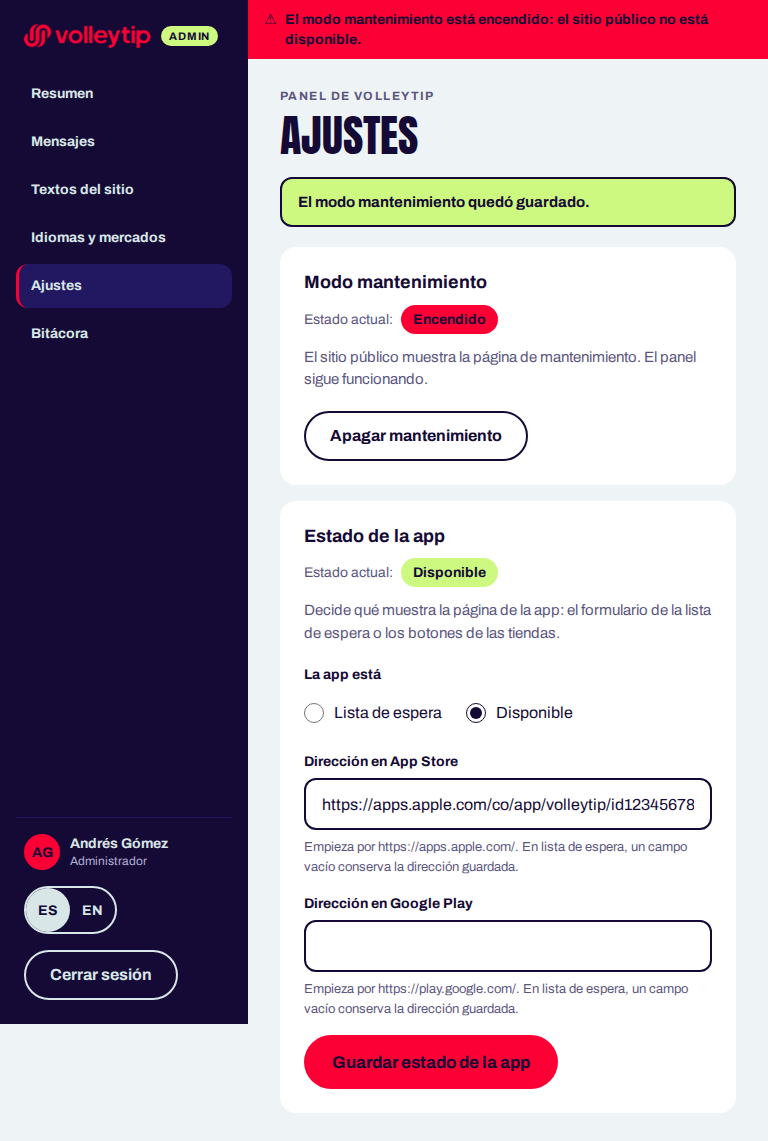 volleytip ADMIN
Resumen
Mensajes
Textos del sitio
Idiomas y mercados
Ajustes
Bitácora
AG
Andrés Gómez
Administrador
ES EN
Cerrar sesión
⚠ El modo mantenimiento está encendido: el sitio público no está
disponible.
PANEL DE VOLLEYTIP
AJUSTES
El modo mantenimiento quedó guardado.
Modo mantenimiento
Estado actual: Encendido
El sitio público muestra la página de mantenimiento. El panel
sigue funcionando.
Apagar mantenimiento
Estado de la app
Estado actual: Disponible
Decide qué muestra la página de la app: el formulario de la lista
de espera o los botones de las tiendas.
La app está
Lista de espera Disponible
Dirección en App Store
https://apps.apple.com/co/app/volleytip/id12345678
Empieza por https://apps.apple.com/. En lista de espera, un campo
vacío conserva la dirección guardada.
Dirección en Google Play
Empieza por https://play.google.com/. En lista de espera, un campo
vacío conserva la dirección guardada.
Guardar estado de la app